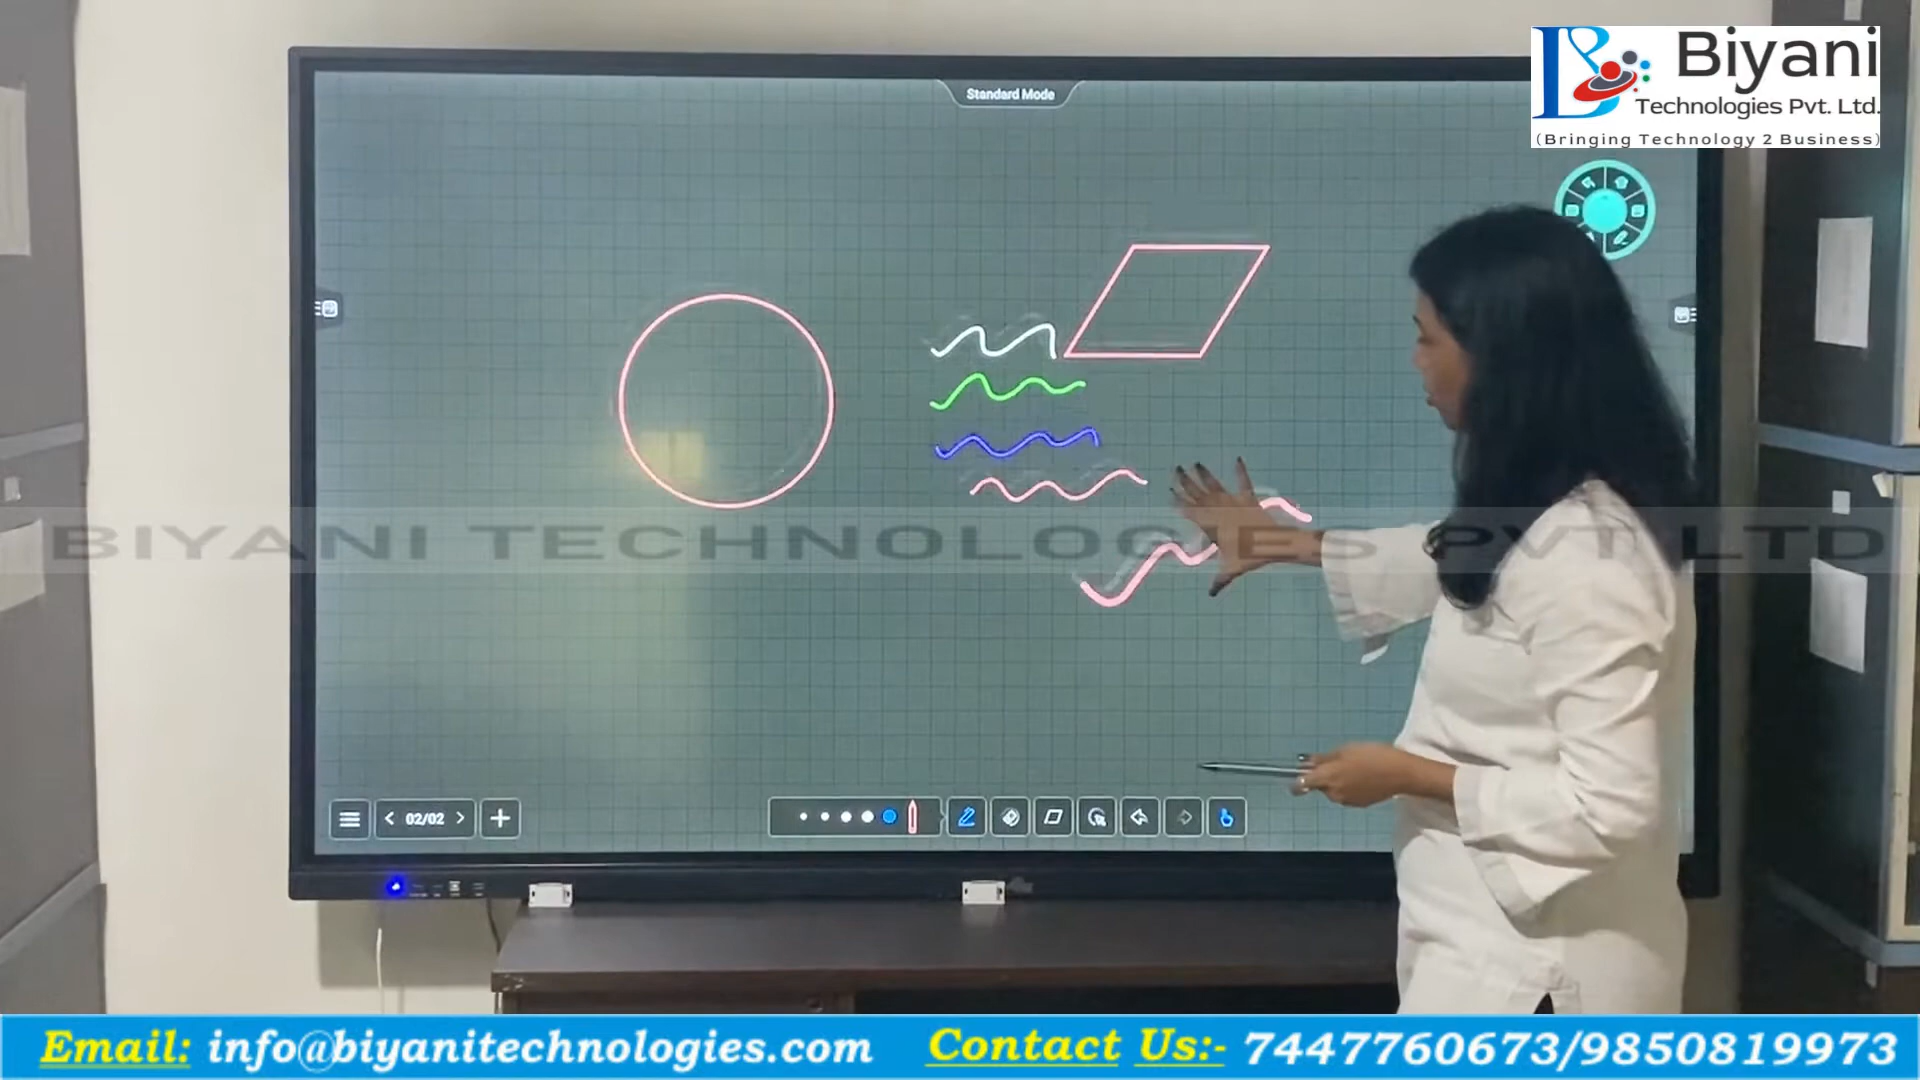 Biyani
Technologies Pvt. Ltd.
(Bringing Technology 2 Business)
Standard Mode
BIYANI TECHNOLOGIES PVT LTD
02/02
Email: info@biyanitechnologies.com Contact Us:- 7447760673/9850819973